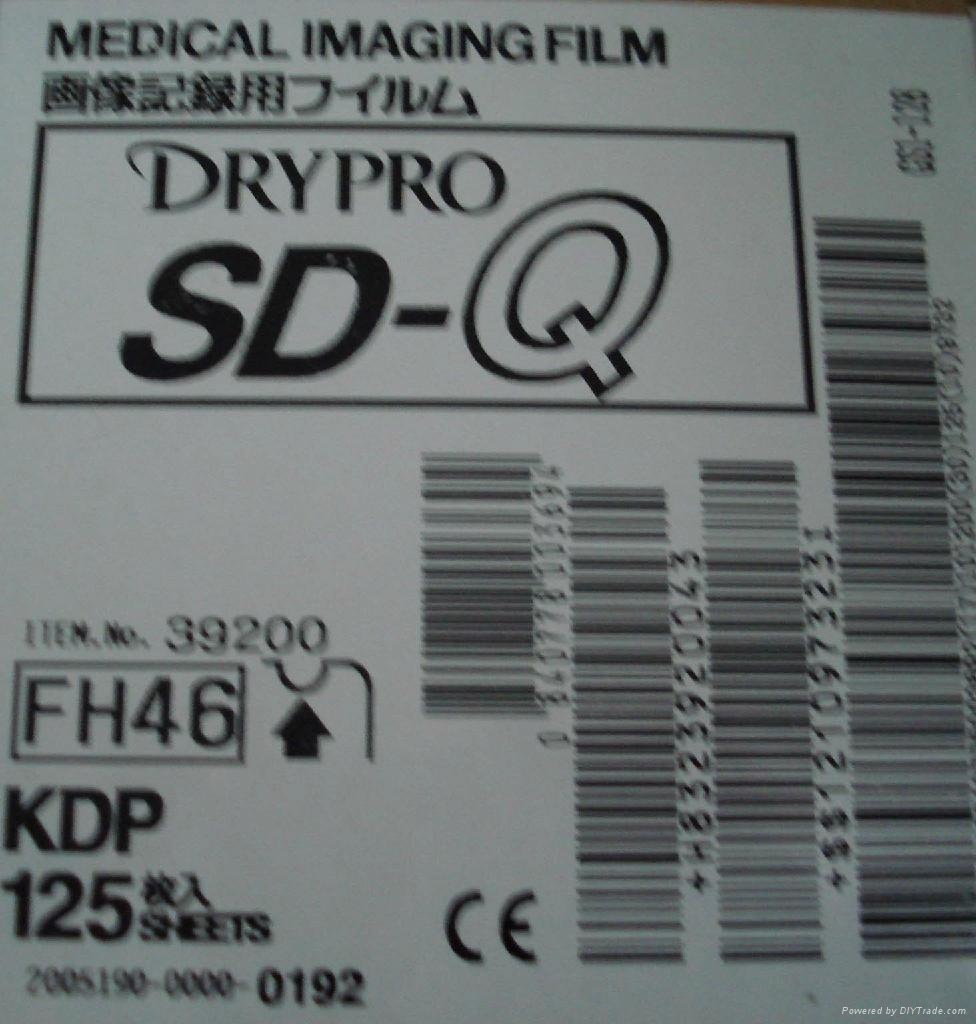 MEDICAL IMAGING FILM
画像記録用フイルム
DRYPRO
SD-Q
ITEM.No. 39200
FH46
KDP
125 枚入
SHEETS
2005190-0000-0192
CE
+H83239200043
Powered by DIYTrade.com